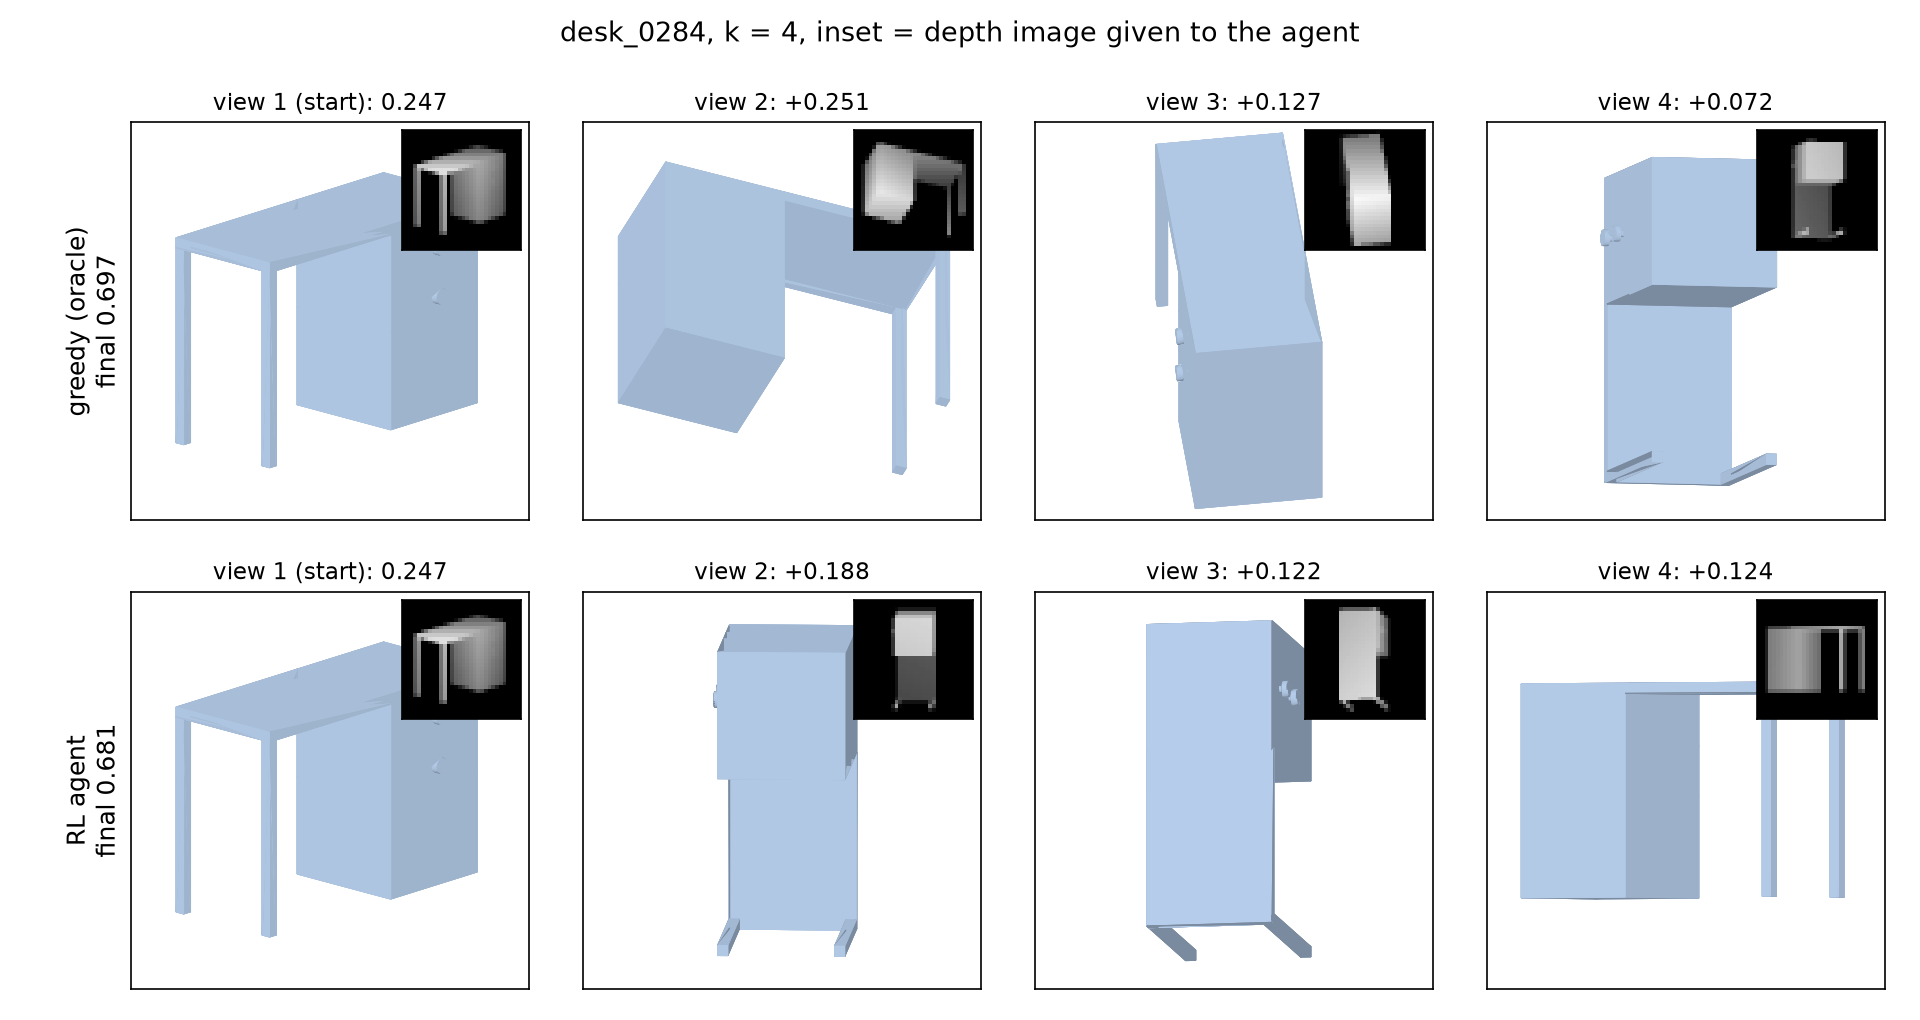 desk_0284, k = 4, inset = depth image given to the agent
view 1 (start): 0.247
view 2: +0.251
view 3: +0.127
view 4: +0.072
greedy (oracle)
final 0.697
view 1 (start): 0.247
view 2: +0.188
view 3: +0.122
view 4: +0.124
RL agent
final 0.681